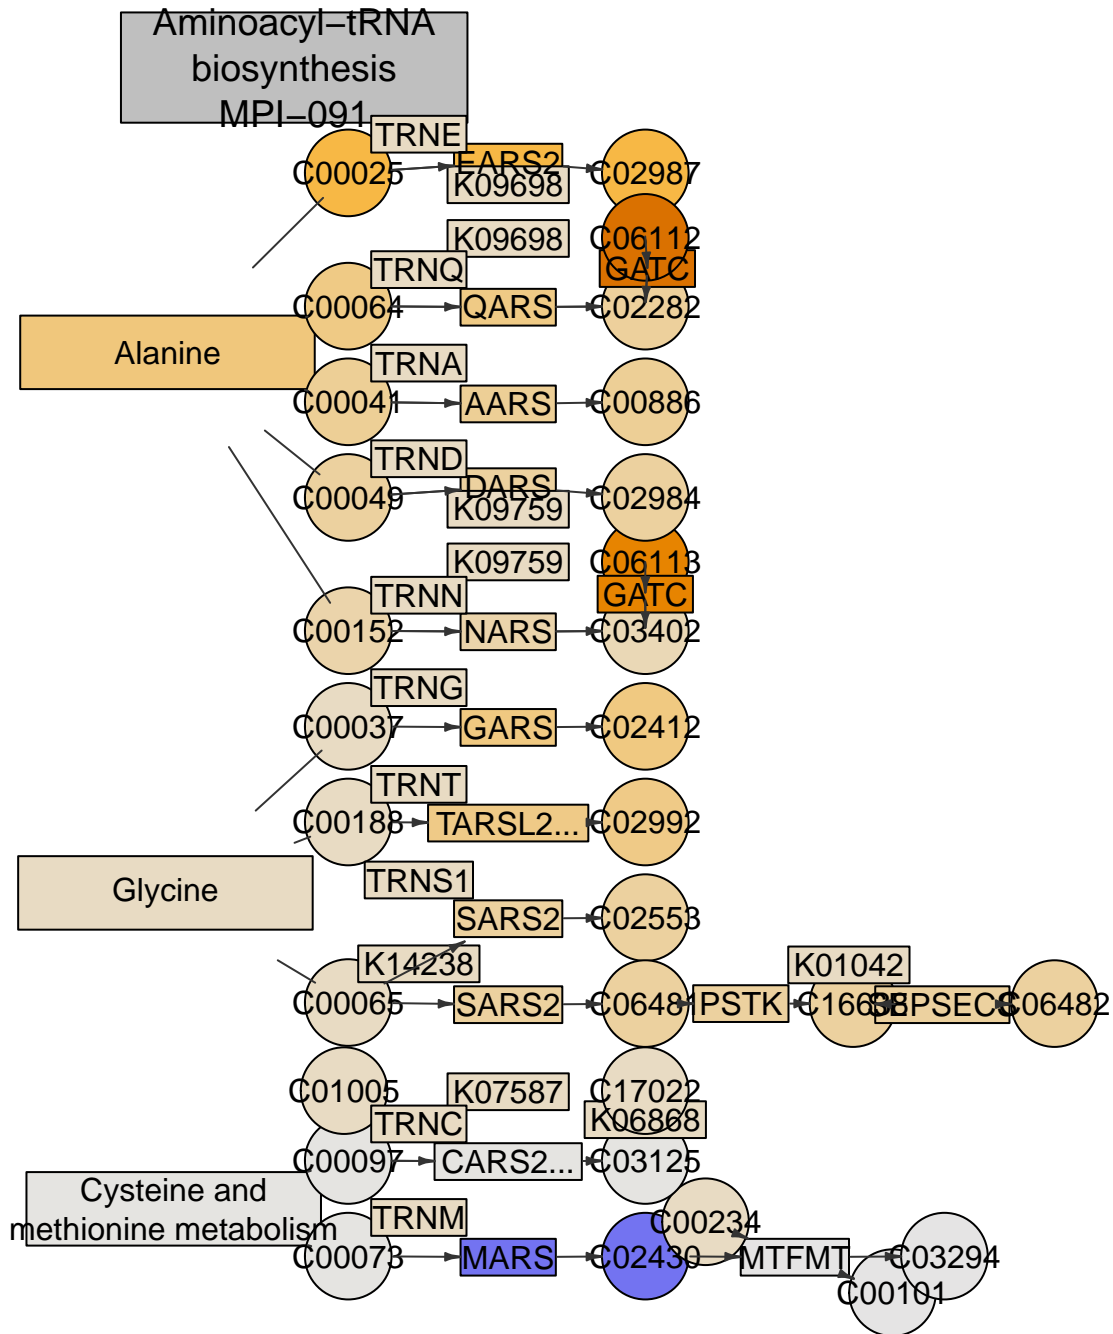 Aminoacyl−tRNA
biosynthesis
MPI−091
TRNE
C00025
EARS2
K09698
C02987
K09698
C06112
TRNQ
GATC
C00064
QARS
C02282
Alanine
TRNA
C00041
AARS
C00886
TRND
C00049
DARS
K09759
C02984
K09759
C06113
TRNN
GATC
C00152
NARS
C03402
TRNG
C00037
GARS
C02412
TRNT
C00188
TARSL2...
C02992
Glycine
TRNS1
SARS2
C02553
K14238
K01042
C00065
SARS2
C06481
PSTK
SEPSECS
C06482
C01005
K07587
C17022
TRNC
K06868
C00097
CARS2...
C03125
Cysteine and
methionine metabolism
TRNM
C00234
C00073
MARS
C02430
MTFMT
C03294
C00101